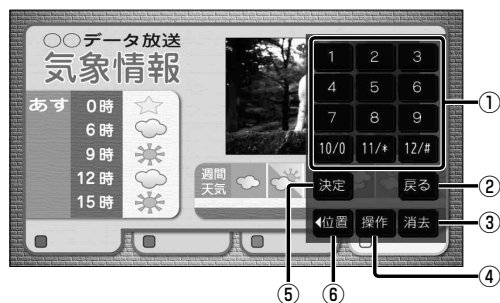 ○○データ放送
気象情報
あす 0時
6時
9時
12時
15時
週間
天気
1 2 3
4 5 6
7 8 9
10/0 11/* 12/#
決定 戻る
◀位置 操作 消去
①
②
③
④
⑤
⑥